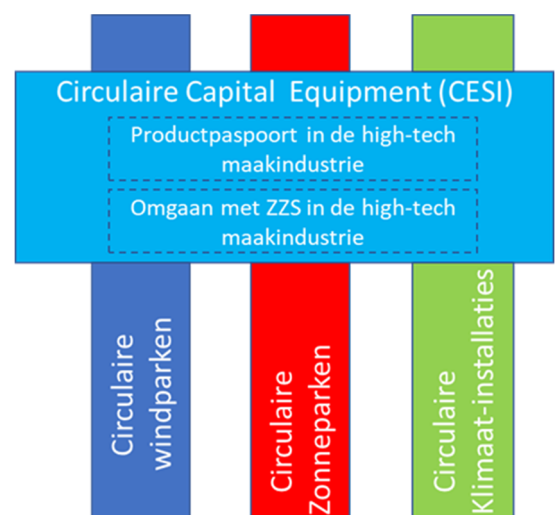 Circulaire Capital Equipment (CESI)
Productpaspoort in de high-tech
maakindustrie
Omgaan met ZZS in de high-tech
maakindustrie
Circulaire
windparken
Circulaire
Zonneparken
Circulaire
Klimaat-installaties